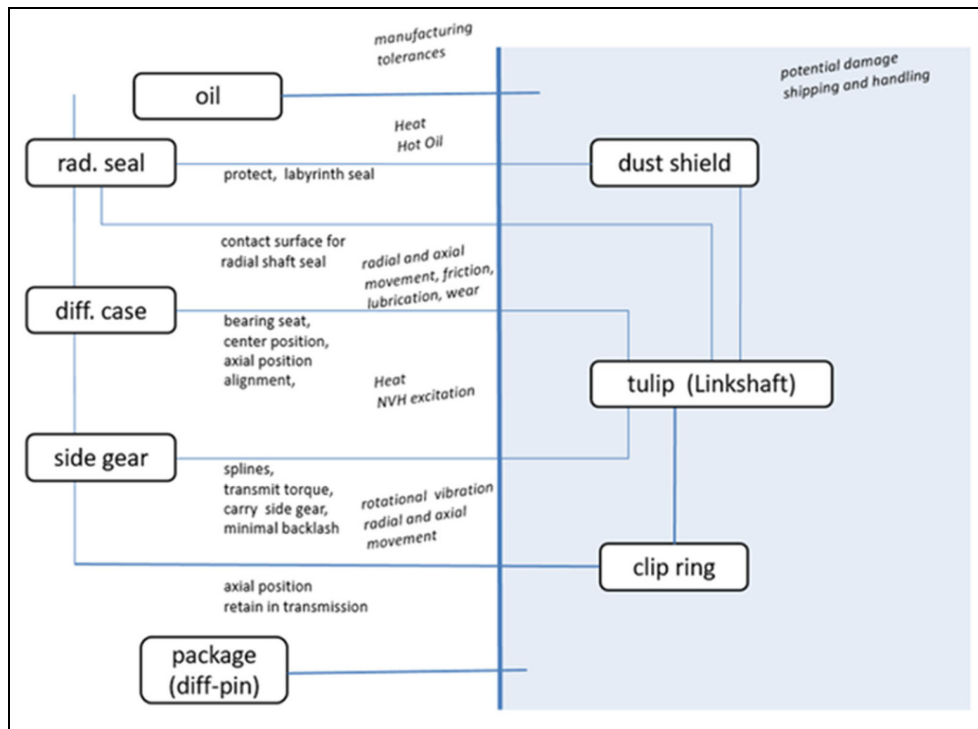 manufacturing
tolerances
potential damage
shipping and handling
oil
Heat
Hot Oil
rad. seal
dust shield
protect, labyrinth seal
contact surface for
radial shaft seal
radial and axial
movement, friction,
lubrication, wear
diff. case
bearing seat,
center position,
axial position
alignment,
Heat
NVH excitation
tulip (Linkshaft)
side gear
splines,
transmit torque,
carry side gear,
minimal backlash
rotational vibration
radial and axial
movement
clip ring
axial position
retain in transmission
package
(diff-pin)